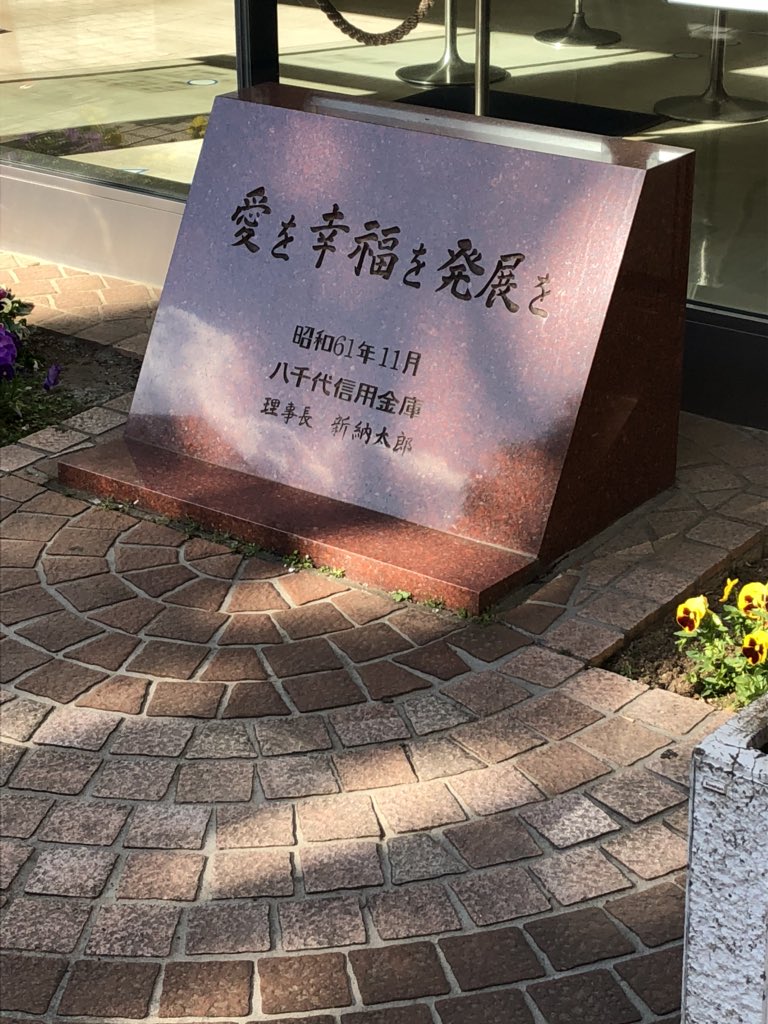 愛を幸福を発展を
昭和61年11月
八千代信用金庫
理事長 新納太郎